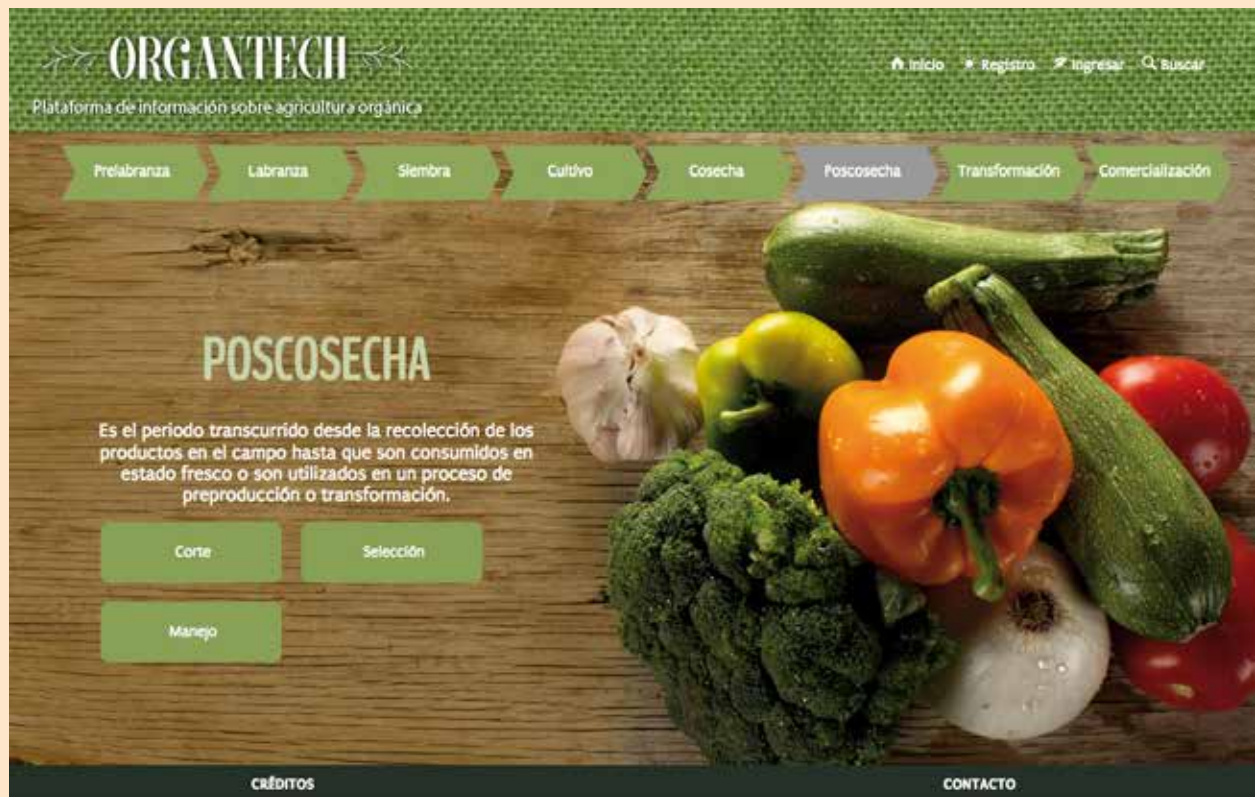 ORGANTECH
Plataforma de información sobre agricultura orgánica
Inicio Registro Ingresar Buscar
Prelabranza Labranza Siembra Cultivo Cosecha Poscosecha Transformación Comercialización
POSCOSECHA
Es el periodo transcurrido desde la recolección de los
productos en el campo hasta que son consumidos en
estado fresco o son utilizados en un proceso de
preproducción o transformación.
Corte Selección
Manejo
CRÉDITOS CONTACTO